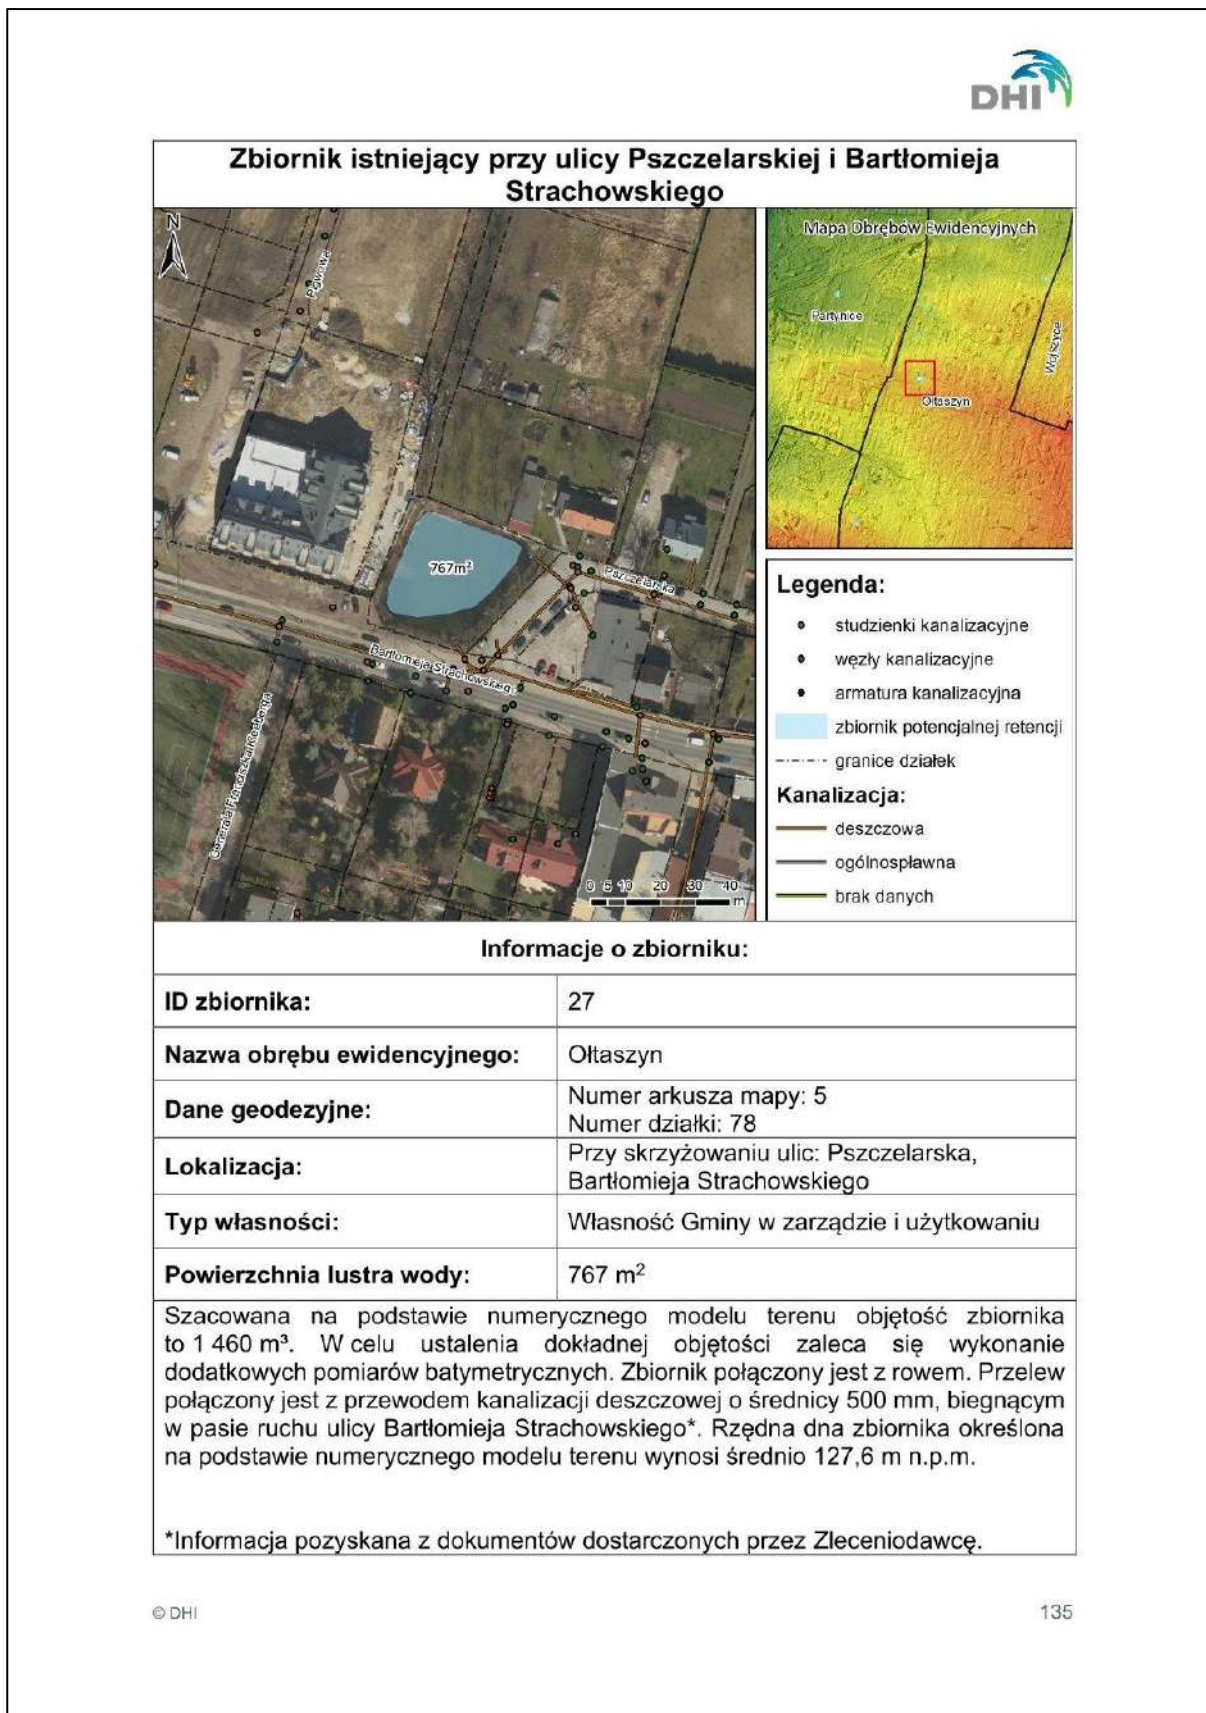 DHI
Zbiornik istniejący przy ulicy Pszczelarskiej i Bartłomieja
Strachowskiego
N
Pawowa
767m²
Pszczelarska
Bartłomieja Strachowskiego
Generała Franciszka Kleeberga
0 5 10 20 30 40
m
Mapa Obrębów Ewidencyjnych
Partynice
Wojszyce
Ołtaszyn
Legenda:
studzienki kanalizacyjne
węzły kanalizacyjne
armatura kanalizacyjna
zbiornik potencjalnej retencji
granice działek
Kanalizacja:
deszczowa
ogólnospławna
brak danych
Informacje o zbiorniku:
ID zbiornika: 27
Nazwa obrębu ewidencyjnego: Ołtaszyn
Dane geodezyjne: Numer arkusza mapy: 5
Numer działki: 78
Lokalizacja: Przy skrzyżowaniu ulic: Pszczelarska,
Bartłomieja Strachowskiego
Typ własności: Własność Gminy w zarządzie i użytkowaniu
Powierzchnia lustra wody: 767 m²
Szacowana na podstawie numerycznego modelu terenu objętość zbiornika
to 1 460 m³. W celu ustalenia dokładnej objętości zaleca się wykonanie
dodatkowych pomiarów batymetrycznych. Zbiornik połączony jest z rowem. Przelew
połączony jest z przewodem kanalizacji deszczowej o średnicy 500 mm, biegnącym
w pasie ruchu ulicy Bartłomieja Strachowskiego*. Rzędna dna zbiornika określona
na podstawie numerycznego modelu terenu wynosi średnio 127,6 m n.p.m.
*Informacja pozyskana z dokumentów dostarczonych przez Zleceniodawcę.
© DHI
135